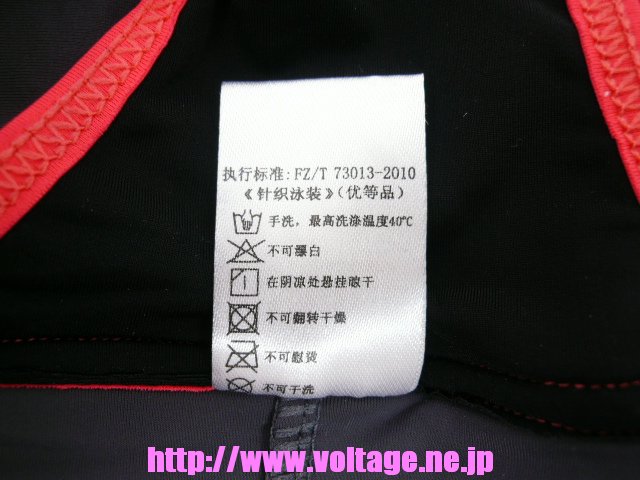 执行标准: FZ/T 73013-2010
《针织泳装》(优等品)
手洗, 最高洗涤温度40℃
不可漂白
在阴凉处悬挂晾干
不可翻转干燥
不可熨烫
不可干洗
http://www.voltage.ne.jp